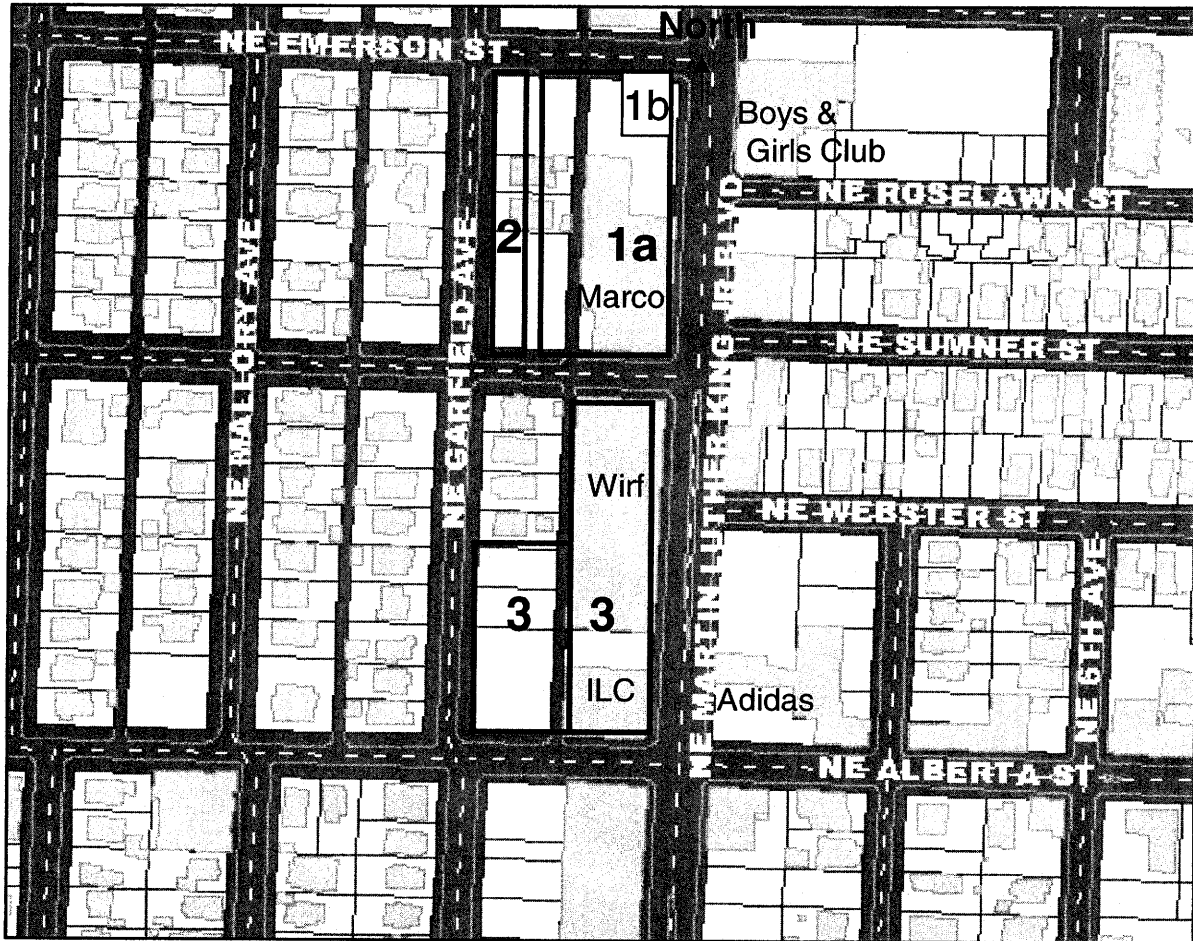 North
NE EMERSON ST
1b
Boys &
Girls Club
NE ROSELAWN ST
2
1a
Marco
NE MALLORY AVE
NE GARFIELD AVE
NE MARTIN LUTHER KING JR BLVD
NE SUMNER ST
Wirf
NE WEBSTER ST
3
3
NE 6TH AVE
ILC
Adidas
NE ALBERTA ST